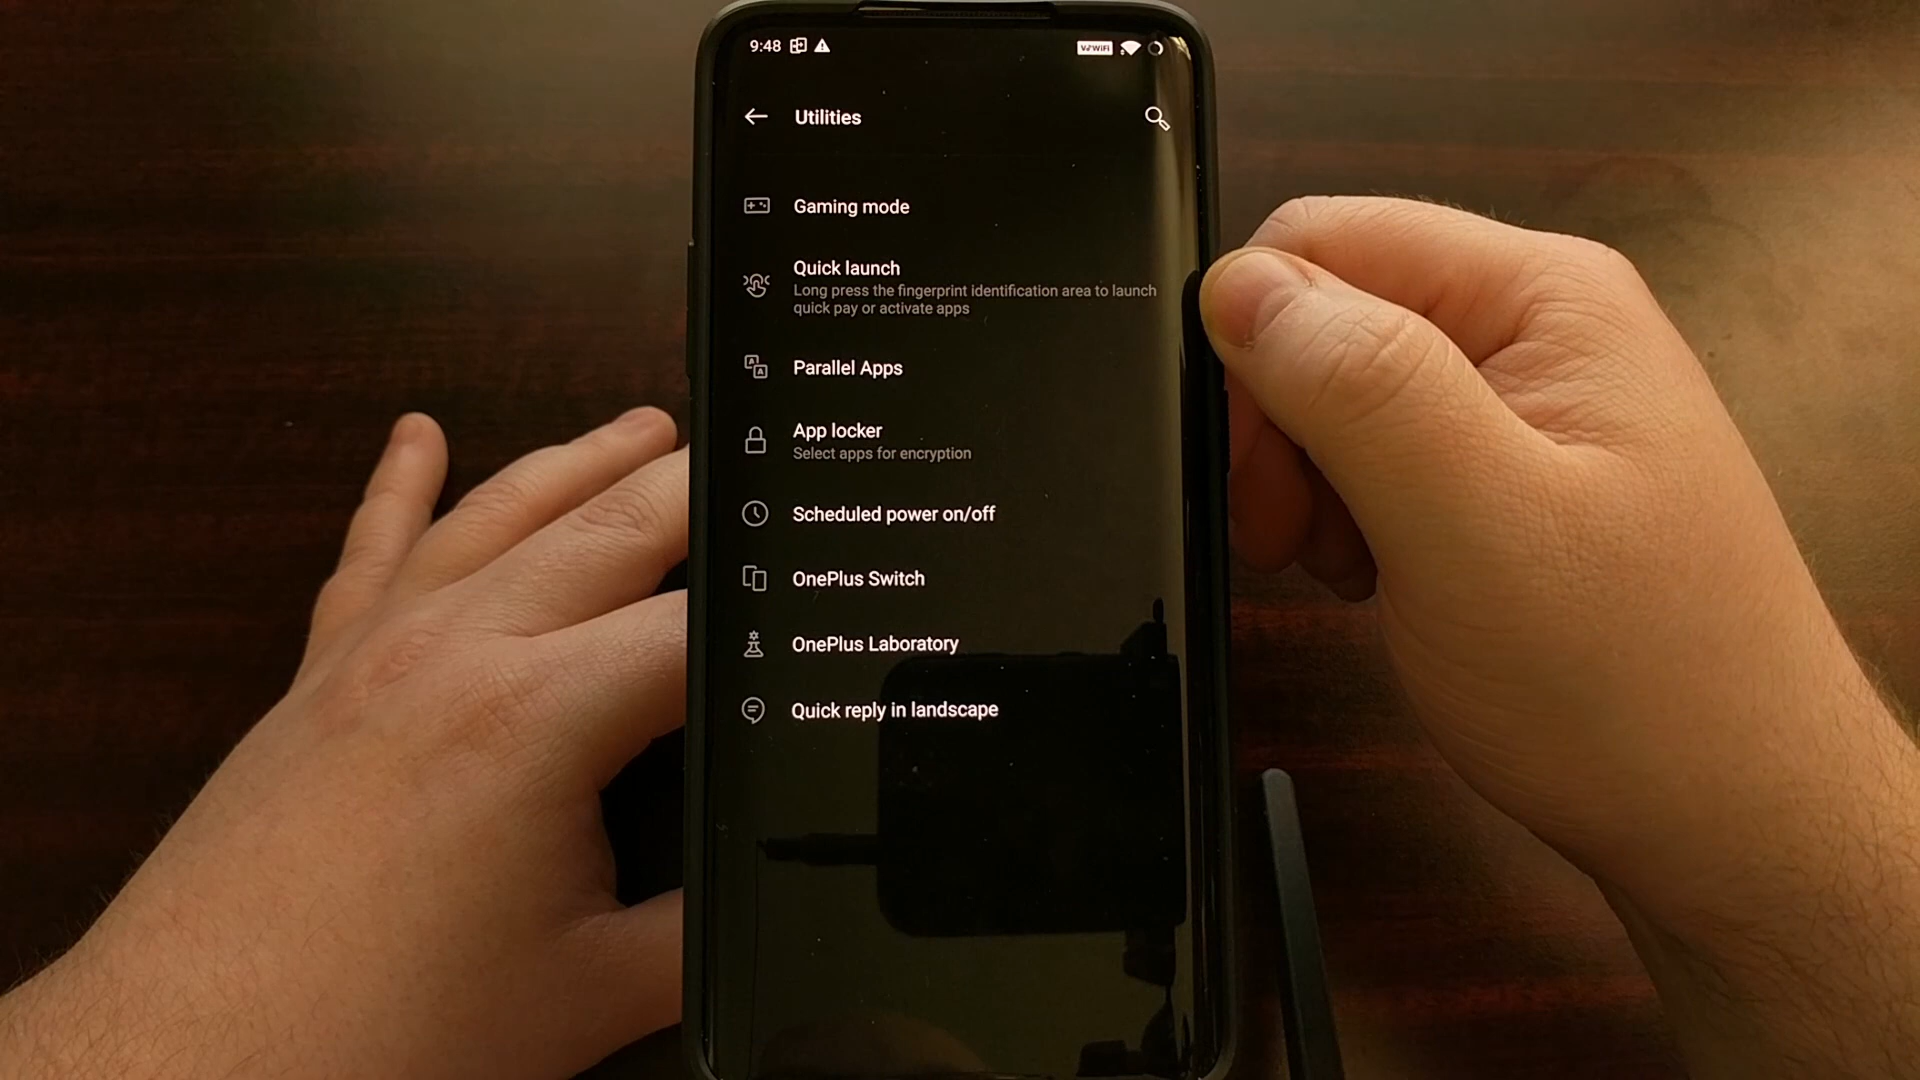 9:48
VoWiFi
Utilities
Gaming mode
Quick launch
Long press the fingerprint identification area to launch
quick pay or activate apps
Parallel Apps
App locker
Select apps for encryption
Scheduled power on/off
OnePlus Switch
OnePlus Laboratory
Quick reply in landscape